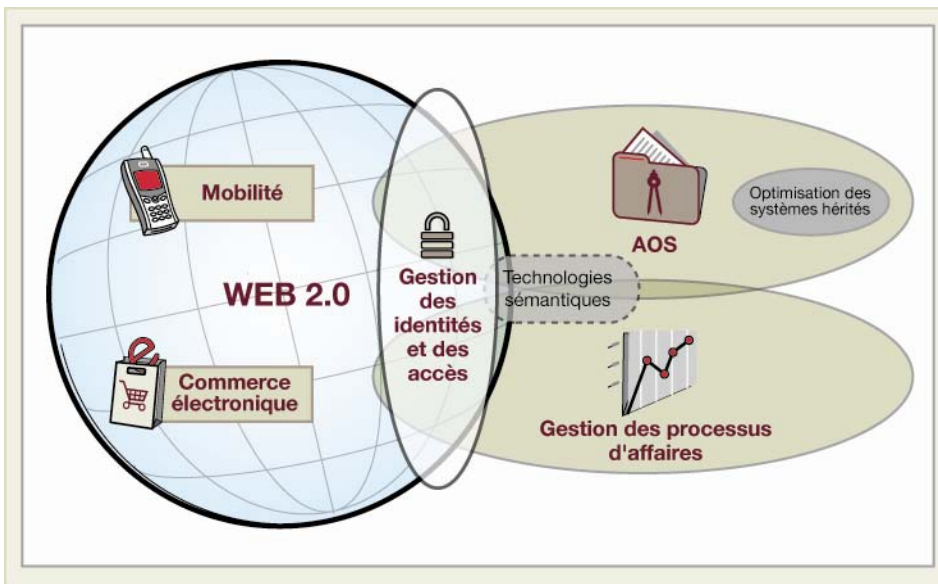 Mobilité
WEB 2.0
Commerce
électronique
Gestion
des
identités
et des
accès
Technologies
sémantiques
AOS
Optimisation des
systèmes hérités
Gestion des processus
d'affaires